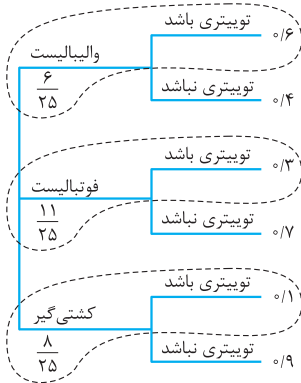 توییتری باشد ۰/۶
والیبالیست
۶
۲۵
توییتری نباشد ۰/۴
توییتری باشد ۰/۳
فوتبالیست
۱۱
۲۵
توییتری نباشد ۰/۷
توییتری باشد ۰/۱
کشتی‌گیر
۸
۲۵
توییتری نباشد ۰/۹